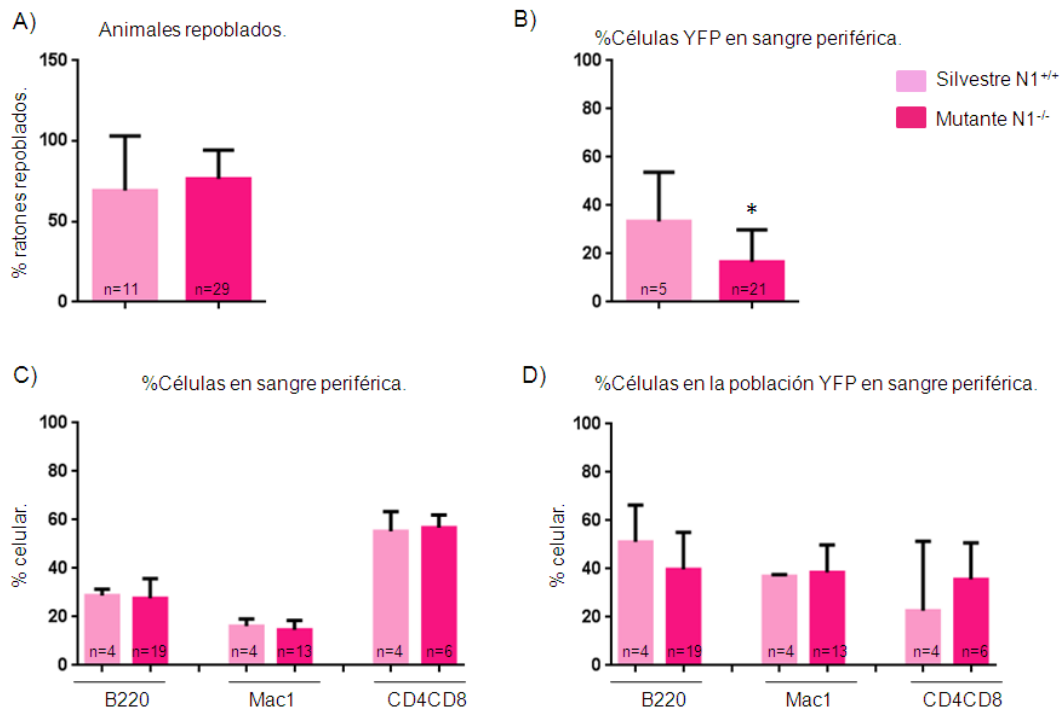 A)
Animales repoblados.
% ratones repoblados.
150
100
50
0
n=11
n=29
B)
%Células YFP en sangre periférica.
100
80
60
40
20
0
*
n=5
n=21
Silvestre N1+/+
Mutante N1-/-
C)
%Células en sangre periférica.
% celular.
100
80
60
40
20
0
n=4
n=19
n=4
n=13
n=4
n=6
B220
Mac1
CD4CD8
D)
%Células en la población YFP en sangre periférica.
% celular.
100
80
60
40
20
0
n=4
n=19
n=4
n=13
n=4
n=6
B220
Mac1
CD4CD8